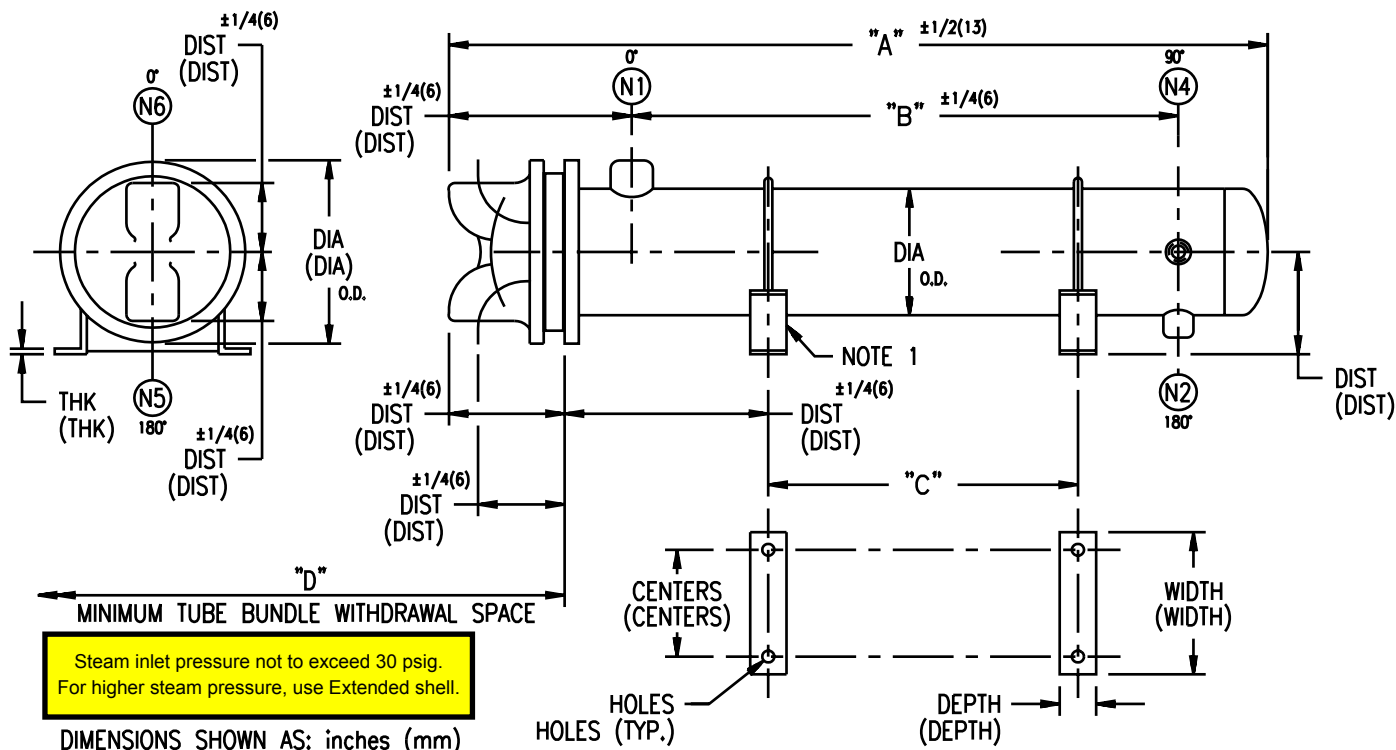 ±1/4(6)
DIST
(DIST)
0°
N6
DIA
(DIA)
O.D.
THK
(THK)
N5
180°
±1/4(6)
DIST
(DIST)
"A" ±1/2(13)
0°
N1
90°
N4
±1/4(6)
DIST
(DIST)
"B" ±1/4(6)
DIA
O.D.
NOTE 1
N2
180°
DIST
(DIST)
±1/4(6)
DIST
(DIST)
±1/4(6)
DIST
(DIST)
±1/4(6)
DIST
(DIST)
"C"
"D"
MINIMUM TUBE BUNDLE WITHDRAWAL SPACE
Steam inlet pressure not to exceed 30 psig.
For higher steam pressure, use Extended shell.
DIMENSIONS SHOWN AS: inches (mm)
CENTERS
(CENTERS)
WIDTH
(WIDTH)
HOLES
HOLES (TYP.)
DEPTH
(DEPTH)